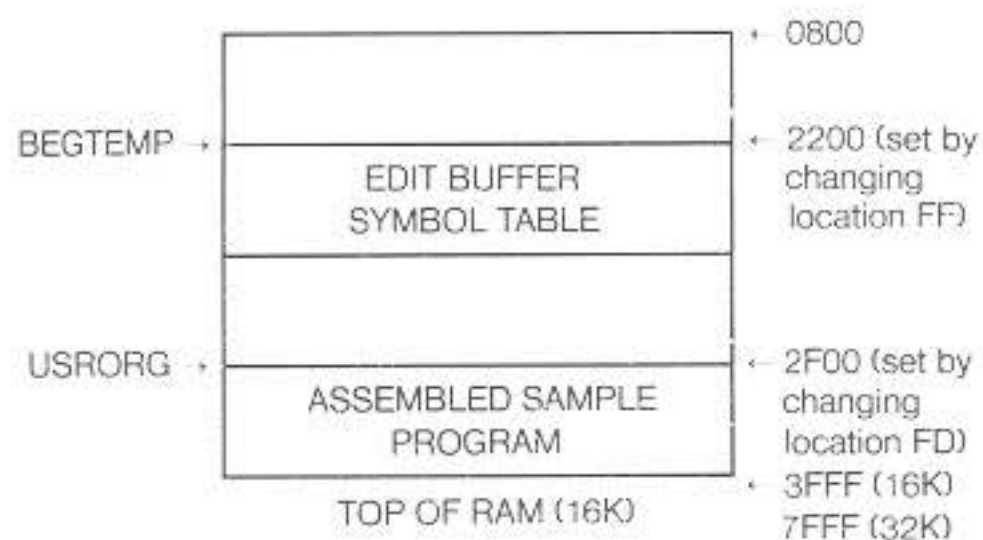 0800
BEGTEMP
2200 (set by
changing
location FF)
EDIT BUFFER
SYMBOL TABLE
USRORG
2F00 (set by
changing
location FD)
ASSEMBLED SAMPLE
PROGRAM
3FFF (16K)
TOP OF RAM (16K)
7FFF (32K)